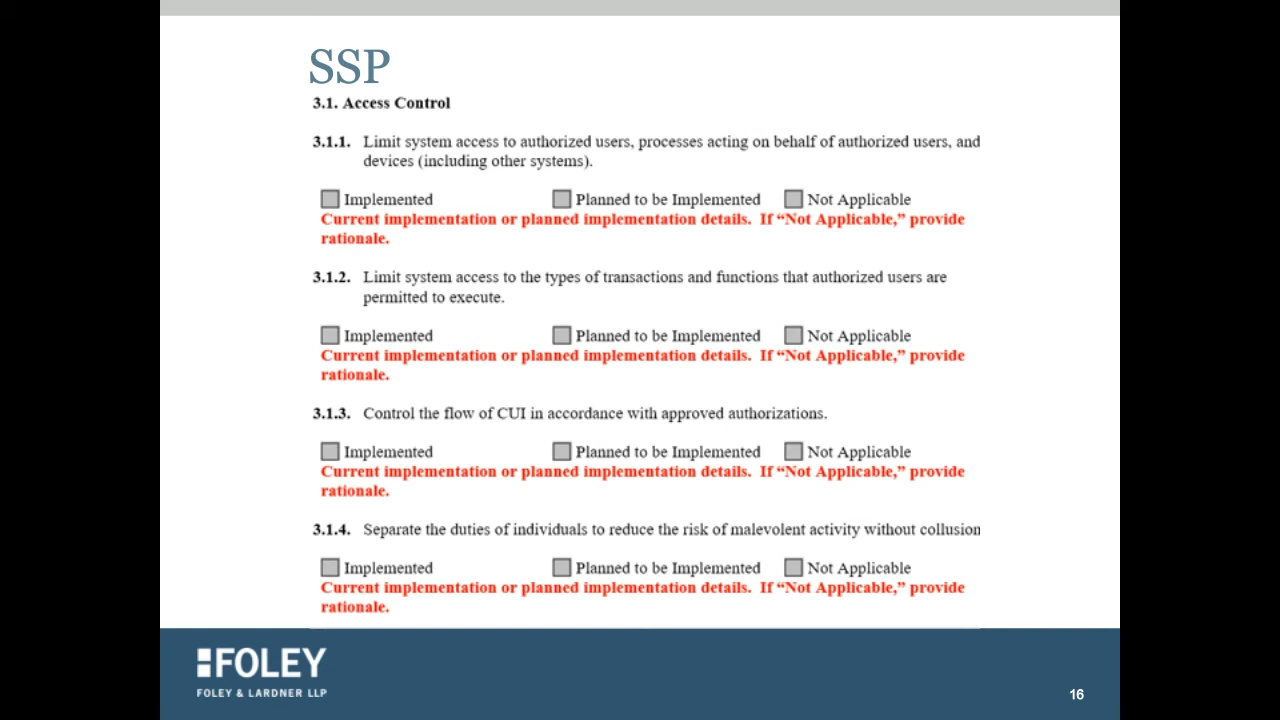 SSP
3.1. Access Control
3.1.1. Limit system access to authorized users, processes acting on behalf of authorized users, and
devices (including other systems).
Implemented Planned to be Implemented Not Applicable
Current implementation or planned implementation details. If “Not Applicable,” provide
rationale.
3.1.2. Limit system access to the types of transactions and functions that authorized users are
permitted to execute.
Implemented Planned to be Implemented Not Applicable
Current implementation or planned implementation details. If “Not Applicable,” provide
rationale.
3.1.3. Control the flow of CUI in accordance with approved authorizations.
Implemented Planned to be Implemented Not Applicable
Current implementation or planned implementation details. If “Not Applicable,” provide
rationale.
3.1.4. Separate the duties of individuals to reduce the risk of malevolent activity without collusion
Implemented Planned to be Implemented Not Applicable
Current implementation or planned implementation details. If “Not Applicable,” provide
rationale.
FOLEY
FOLEY & LARDNER LLP
16